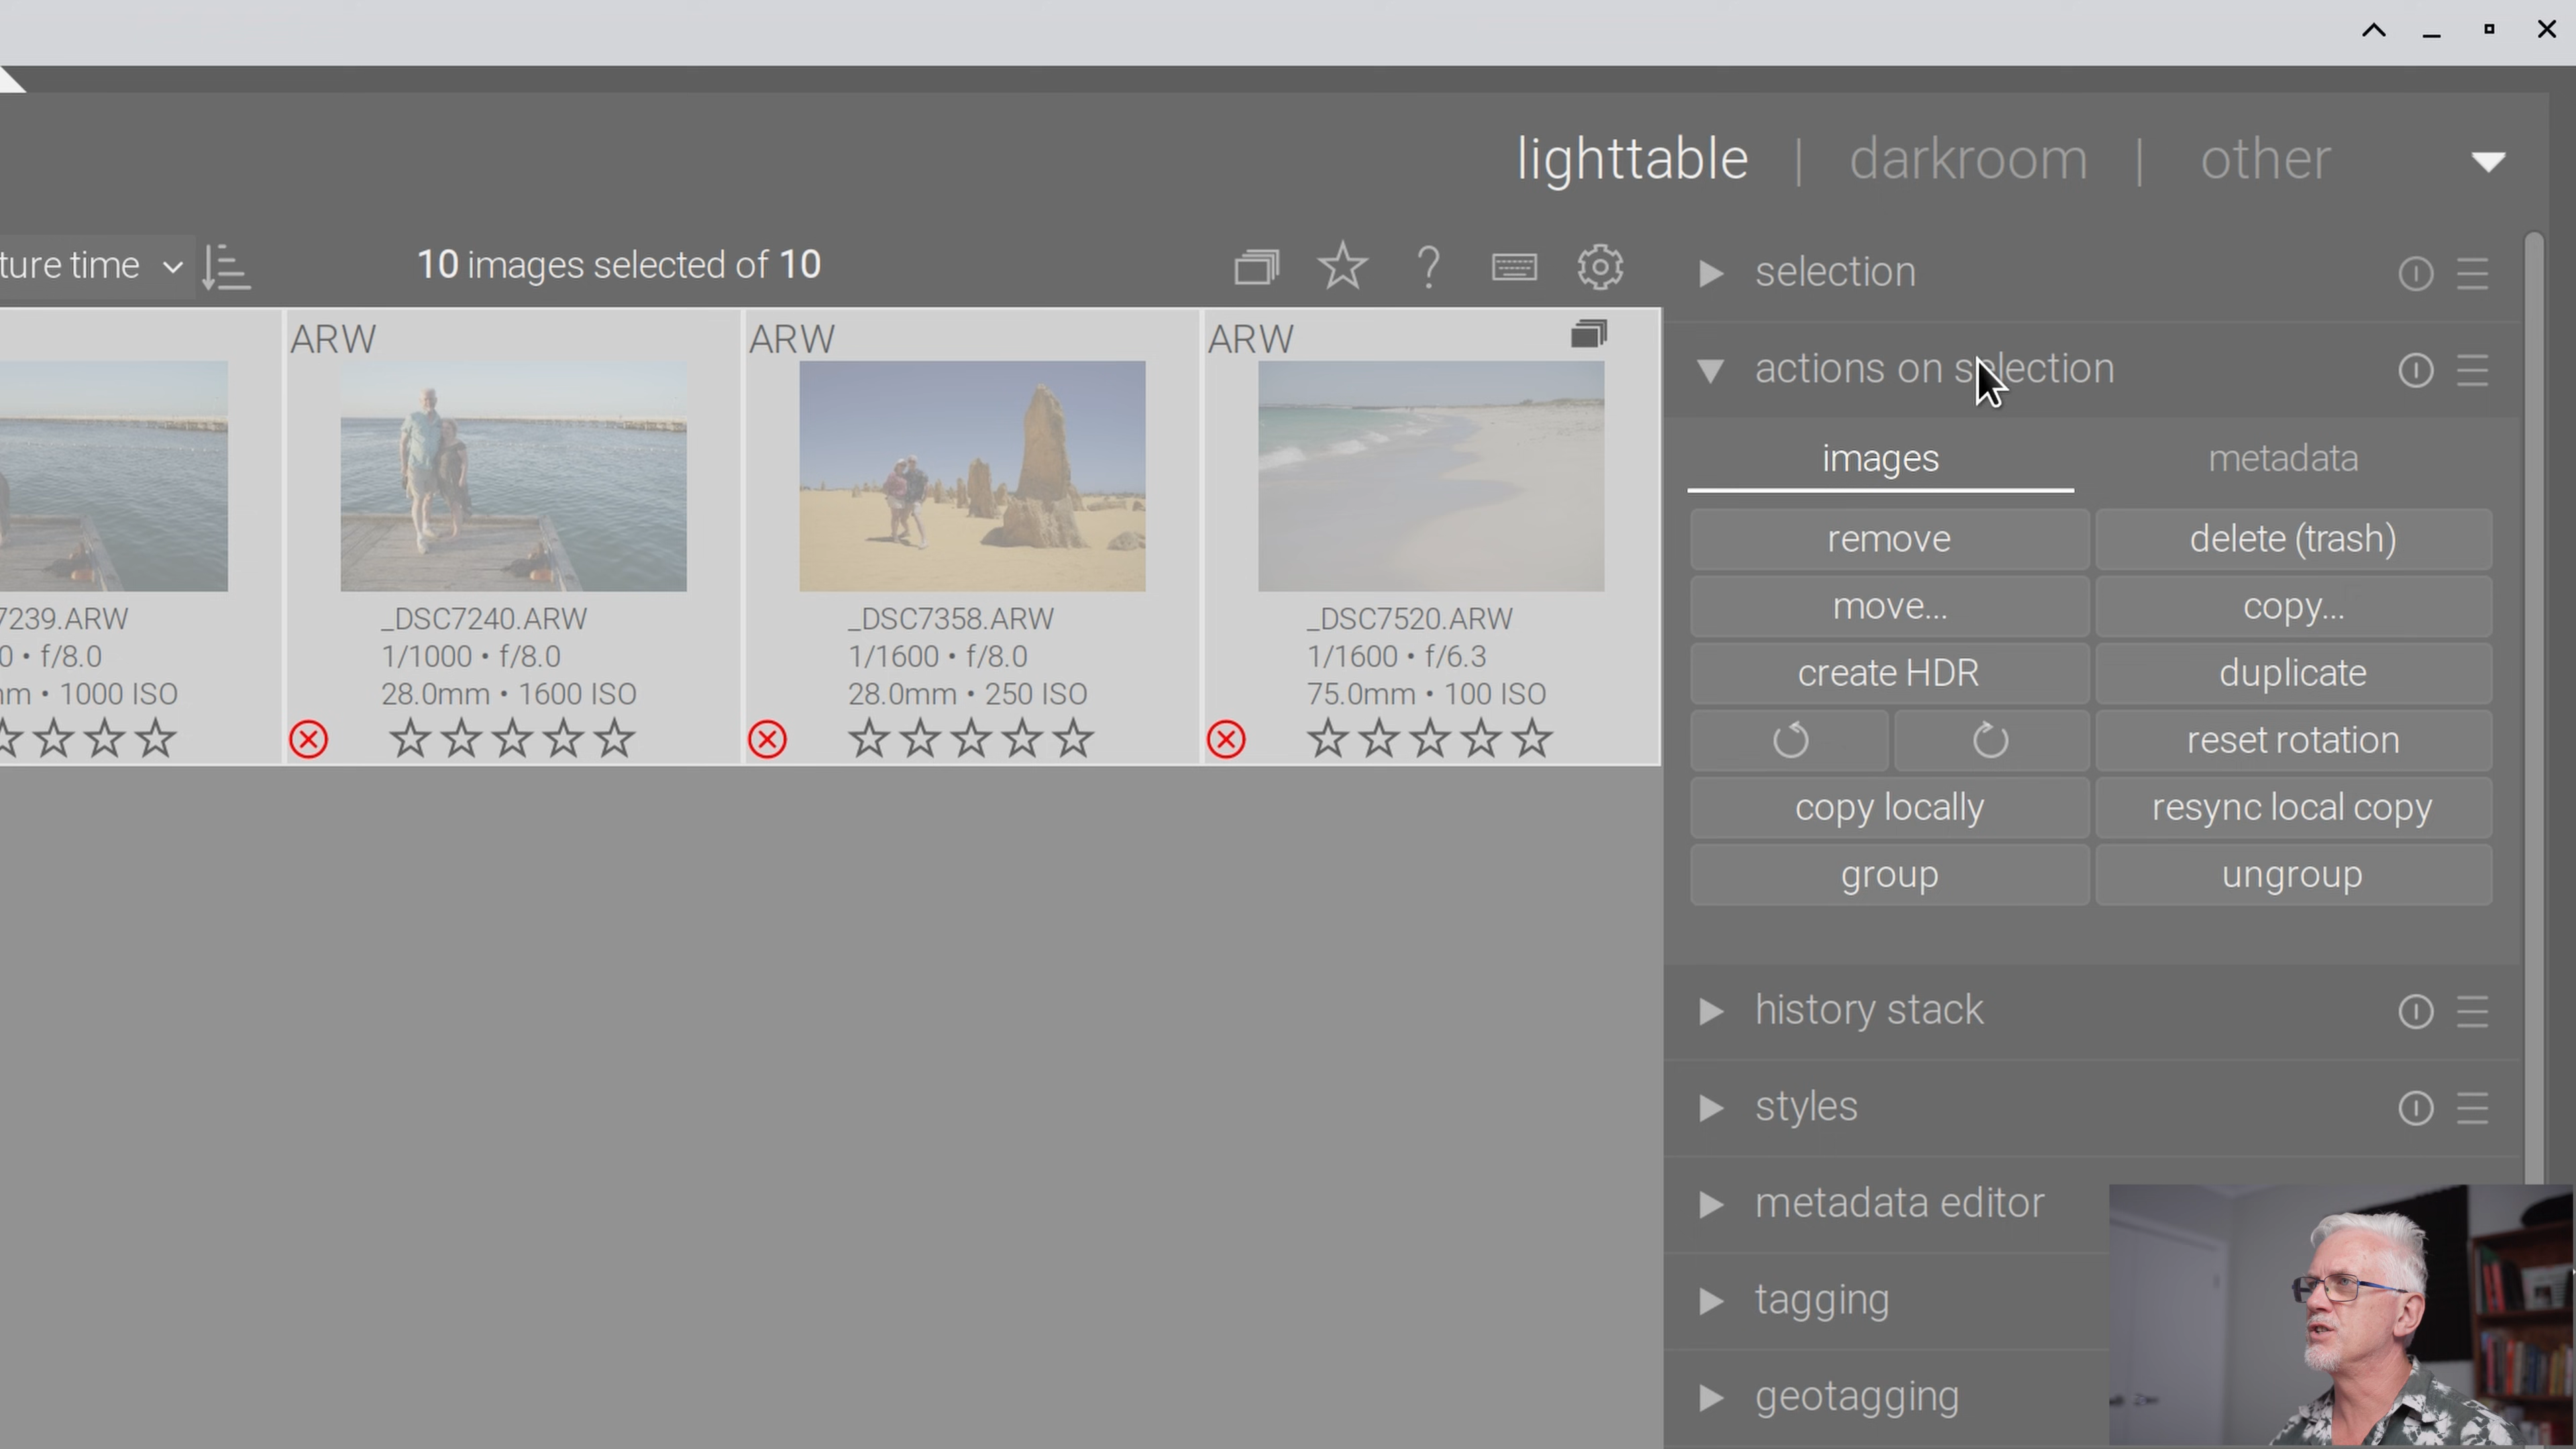 lighttable | darkroom | other
ture time
10 images selected of 10
selection
ARW
ARW
ARW
actions on selection
images
metadata
remove
delete (trash)
move...
copy...
create HDR
duplicate
reset rotation
copy locally
resync local copy
group
ungroup
7239.ARW
0 • f/8.0
nm • 1000 ISO
_DSC7240.ARW
1/1000 • f/8.0
28.0mm • 1600 ISO
_DSC7358.ARW
1/1600 • f/8.0
28.0mm • 250 ISO
_DSC7520.ARW
1/1600 • f/6.3
75.0mm • 100 ISO
history stack
styles
metadata editor
tagging
geotagging